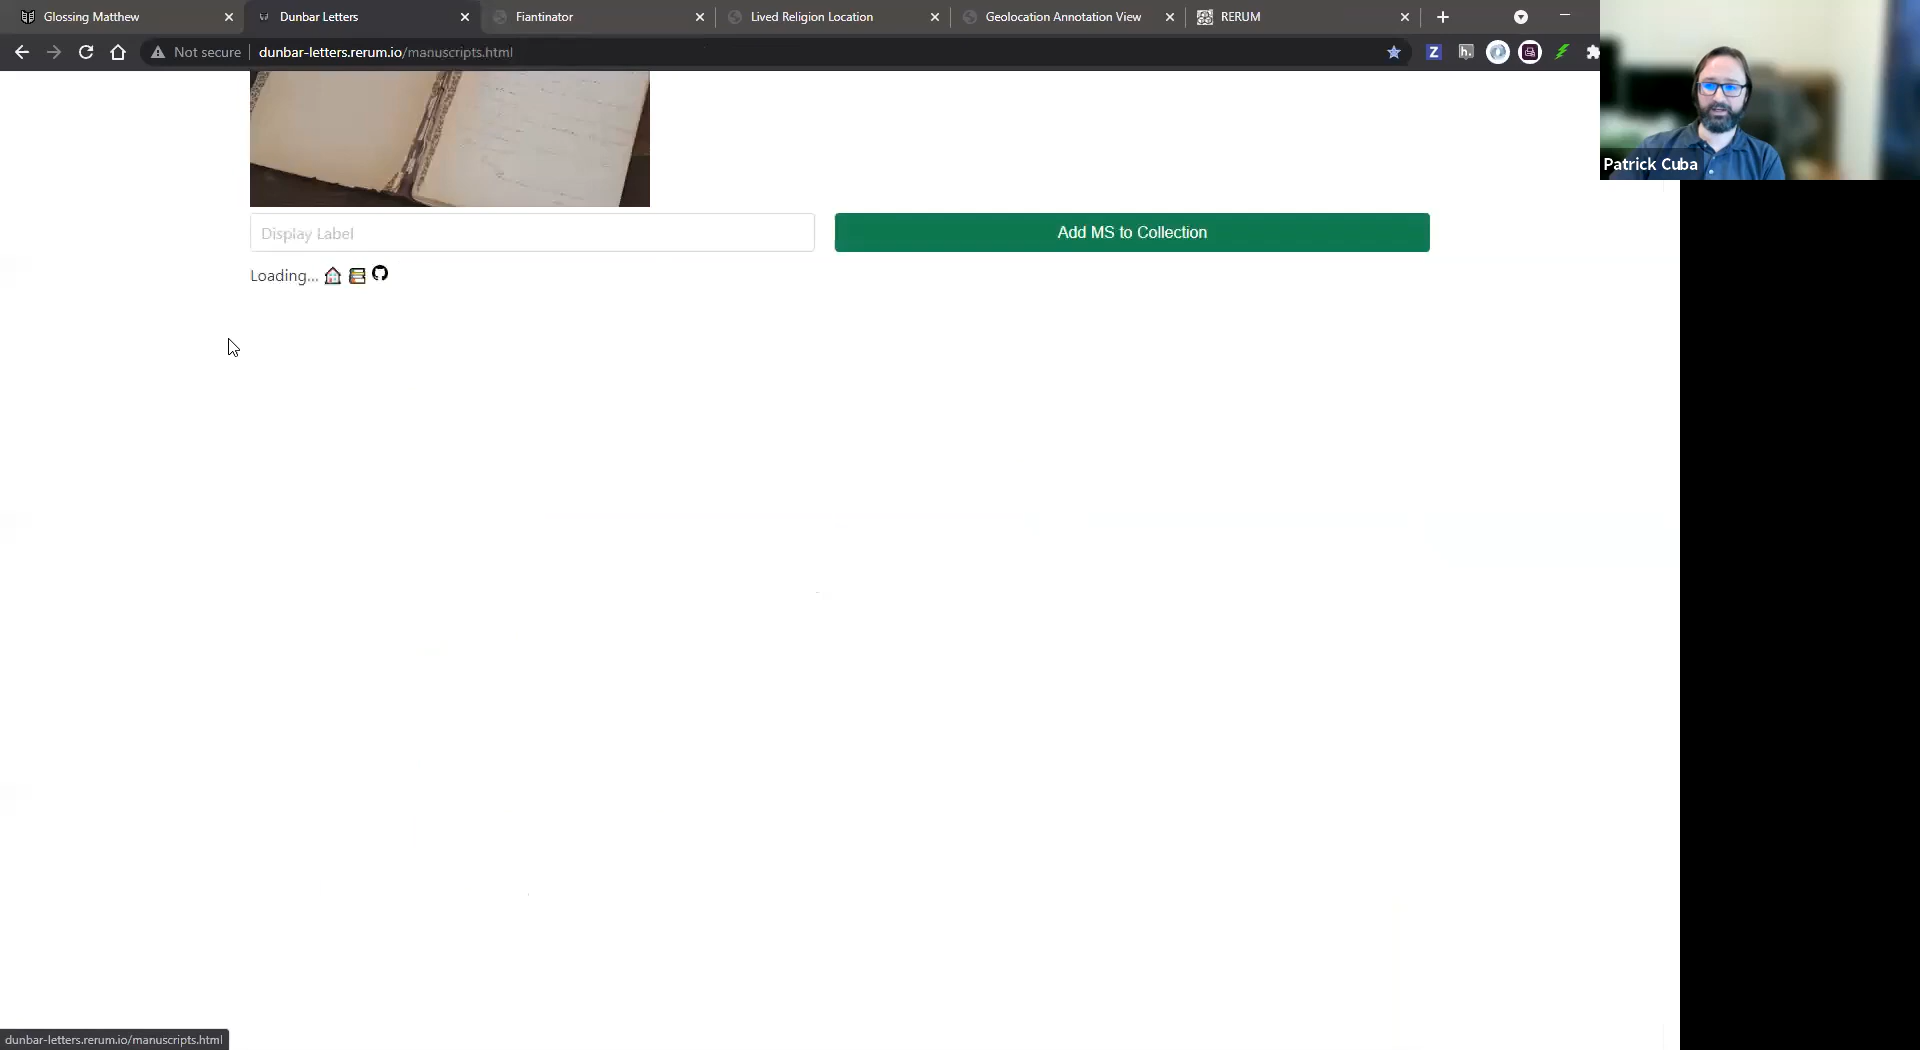 Glossing Matthew
Dunbar Letters
Fiantinator
Lived Religion Location
Geolocation Annotation View
RERUM
Not secure
dunbar-letters.rerum.io/manuscripts.html
Z
h.
Patrick Cuba
Display Label
Add MS to Collection
Loading...
dunbar-letters.rerum.io/manuscripts.html